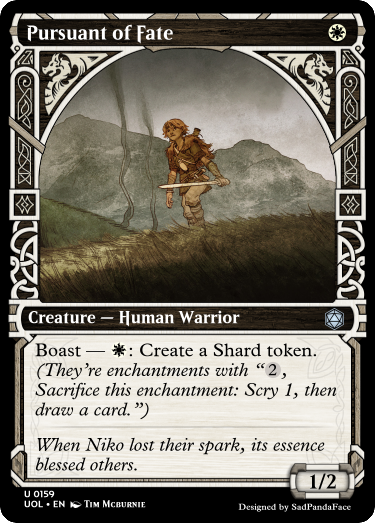 Pursuant of Fate
Creature — Human Warrior
Boast — : Create a Shard token.
(They're enchantments with “2,
Sacrifice this enchantment: Scry 1, then
draw a card.”)
When Niko lost their spark, its essence
blessed others.
1/2
U 0159
UOL • EN Tim McBurnie
Designed by SadPandaFace